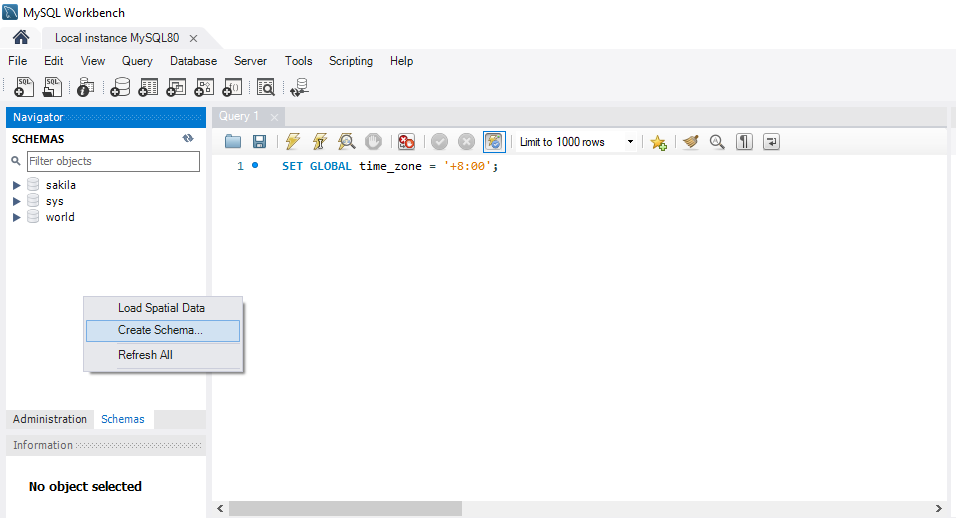 MySQL Workbench
Local instance MySQL80
File Edit View Query Database Server Tools Scripting Help
Navigator
SCHEMAS
Filter objects
sakila
sys
world
Load Spatial Data
Create Schema...
Refresh All
Administration Schemas
Information
No object selected
Query 1
Limit to 1000 rows
1 SET GLOBAL time_zone = '+8:00';